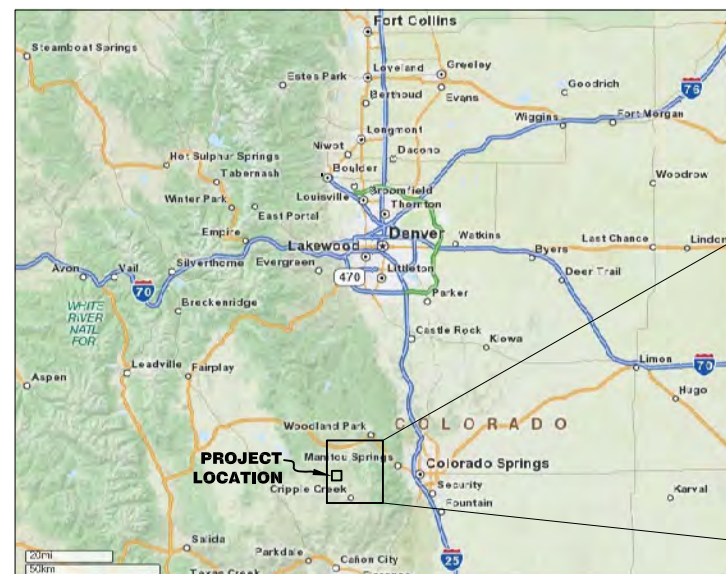 Fort Collins
Steamboat Springs
Loveland
Greeley
Estes Park
Goodrich
76
Berthoud
Evans
Wiggins
Fort Morgan
Longmont
Niwot
Dacono
Hot Sulphur Springs
Boulder
Tabernash
Woodrow
Broomfield
Louisville
Winter Park
Thornton
East Portal
Empire
Denver
Watkins
Last Chance
Lindon
Lakewood
Byers
Avon
Vail
Silverthorne
Evergreen
470
Littleton
Deer Trail
70
Parker
WHITE
RIVER
NATL
FOR.
Breckenridge
Castle Rock
Kiowa
Limon
70
Leadville
Fairplay
Aspen
Hugo
COLORADO
Woodland Park
PROJECT
LOCATION
Manitou Springs
Colorado Springs
Cripple Creek
Security
Karval
Fountain
Salida
20mi
Parkdale
Cañon City
25
50km
Texas Creek